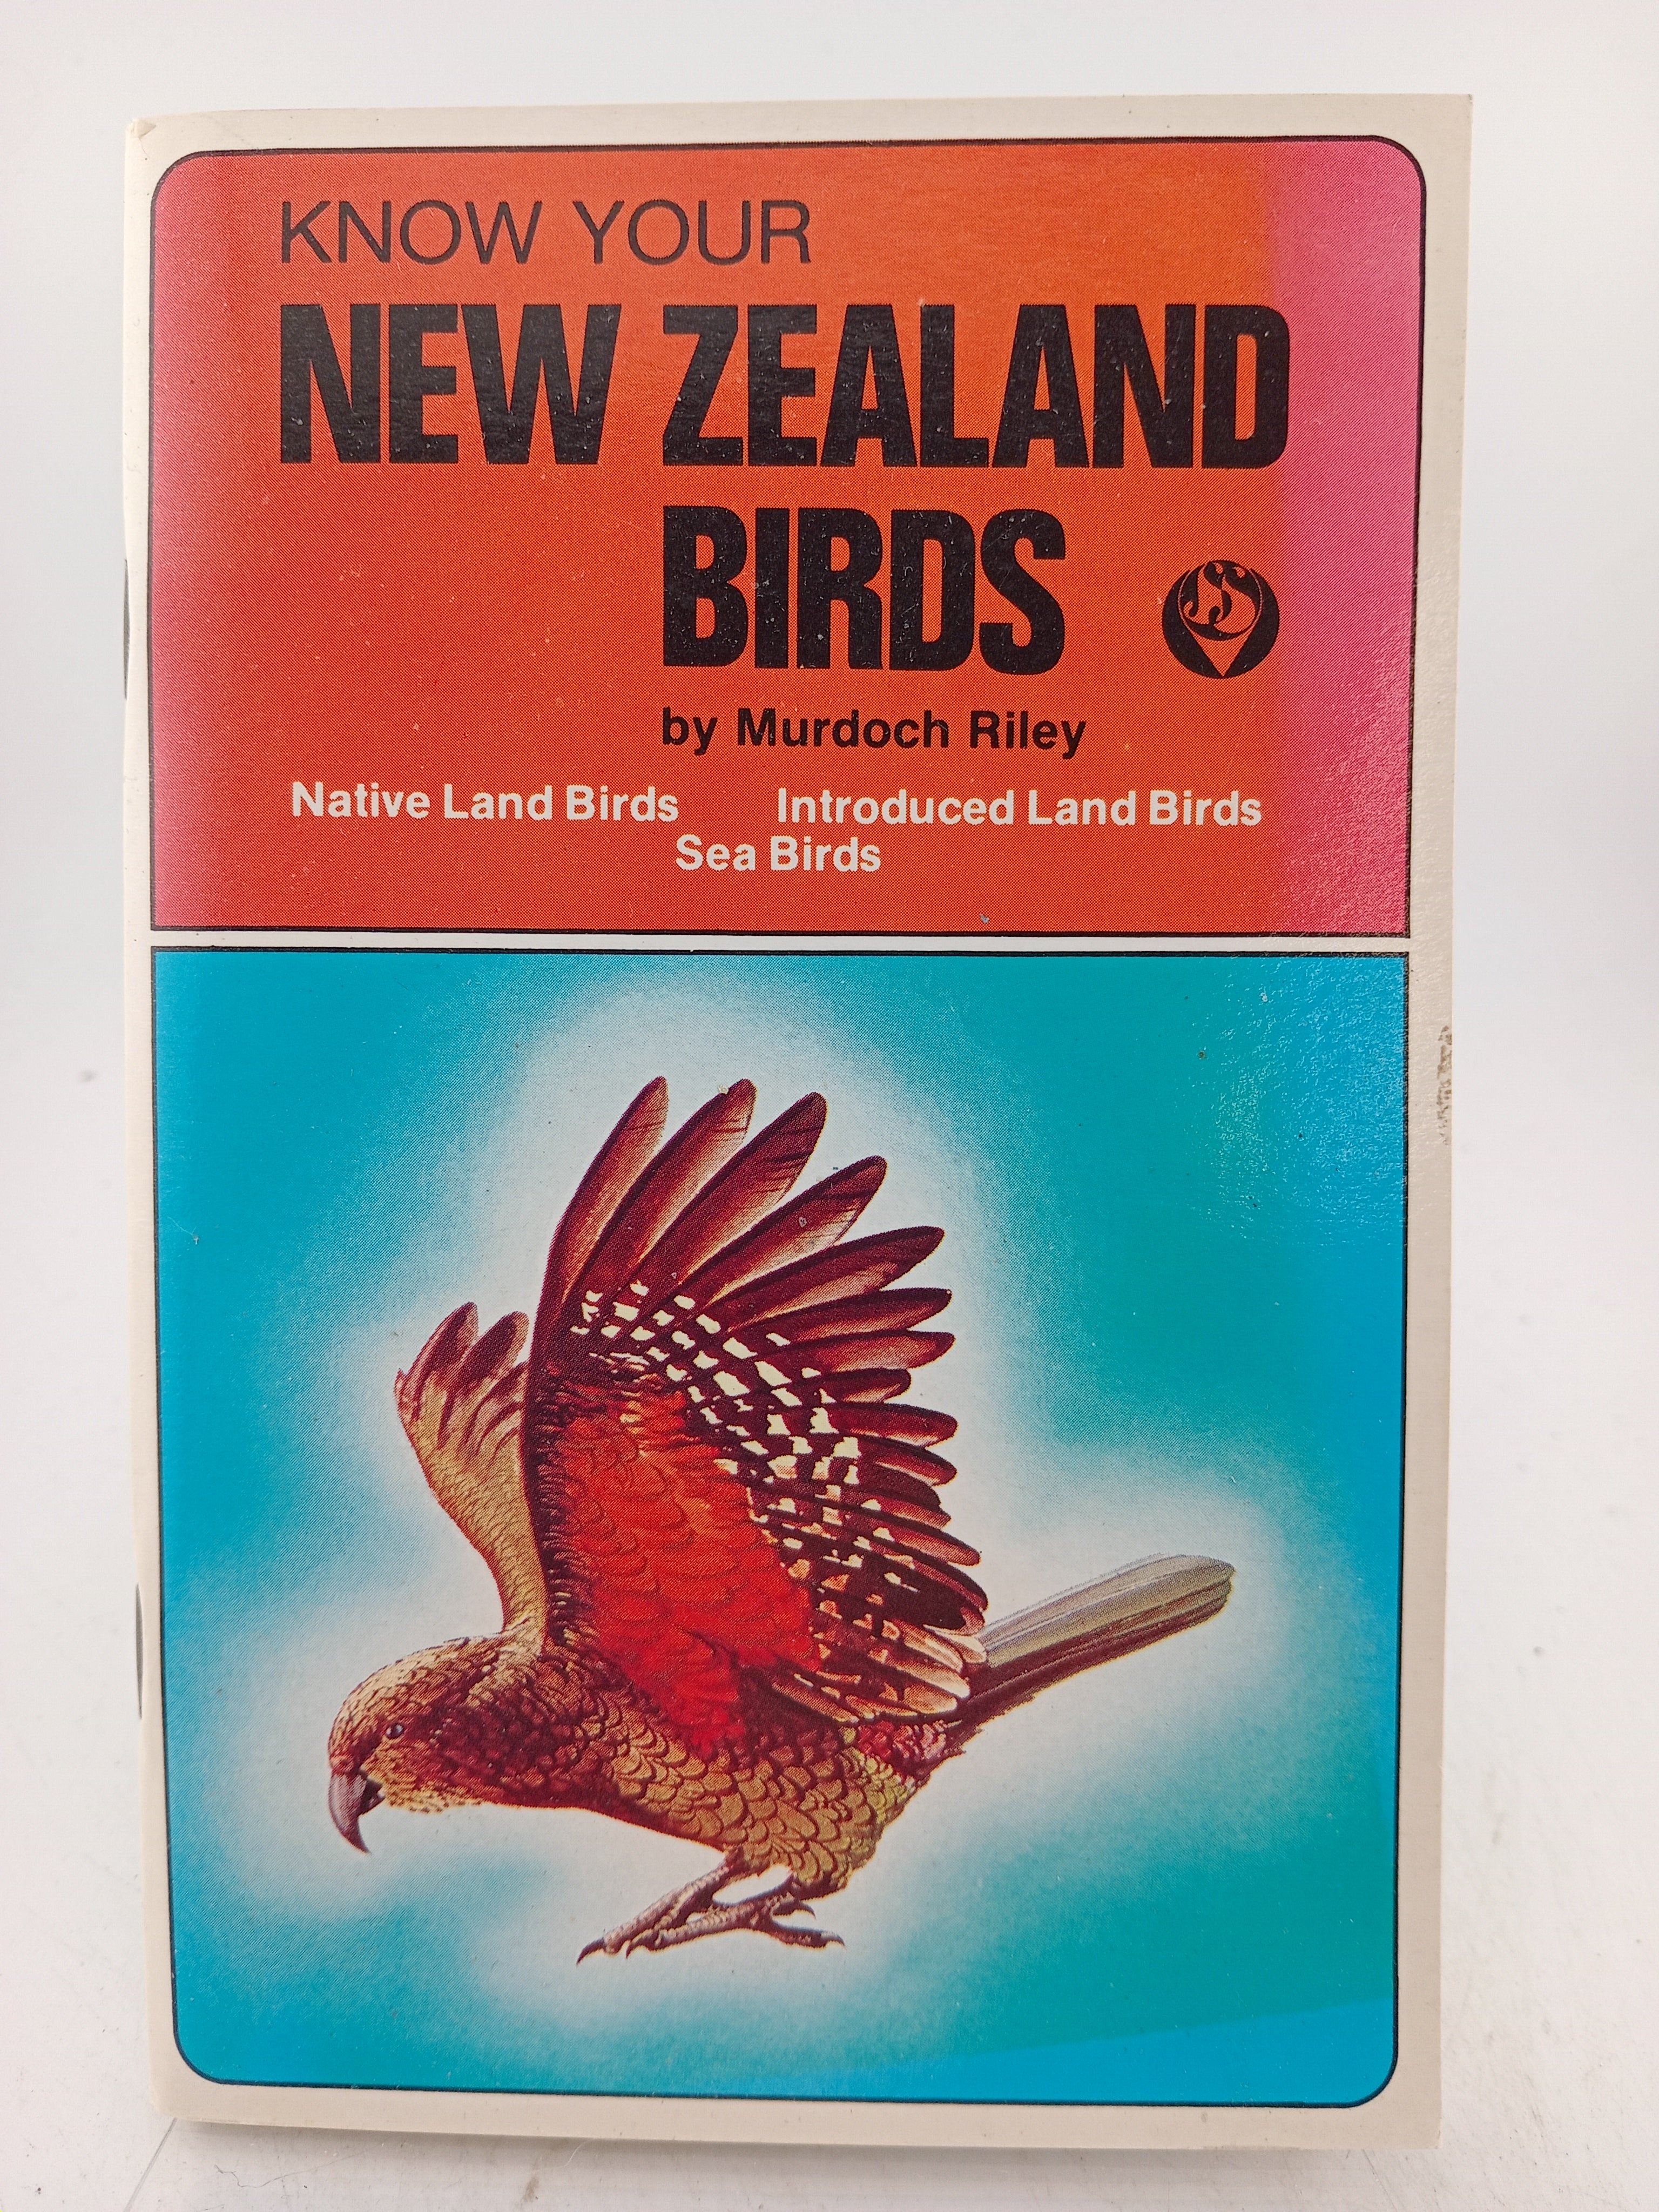 KNOW YOUR
NEW ZEALAND
BIRDS
by Murdoch Riley
Native Land Birds Introduced Land Birds
Sea Birds